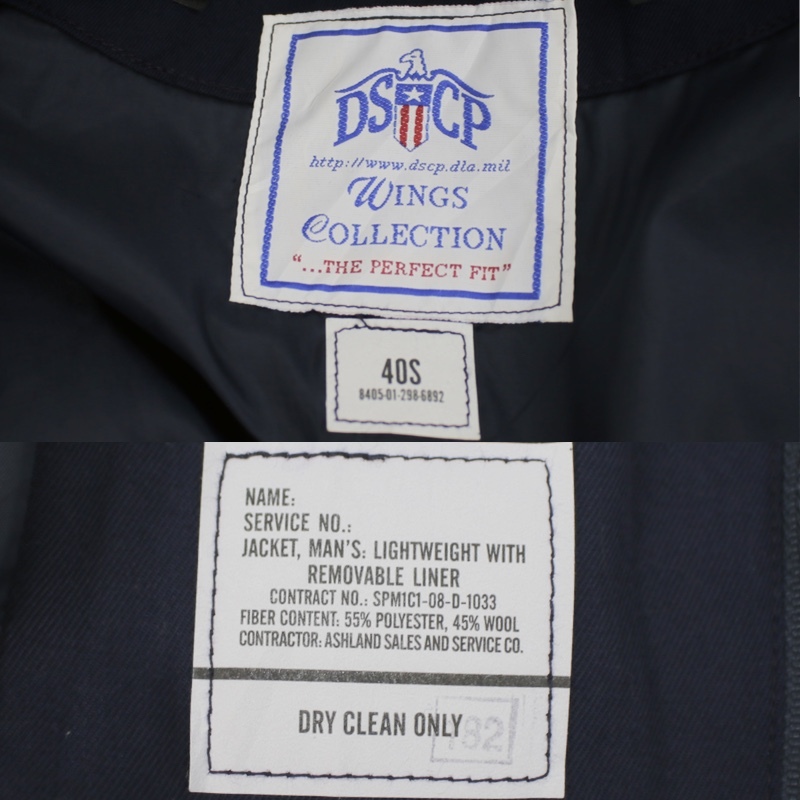 DSCP
http://www.dscp.dla.mil
WINGS
COLLECTION
"...THE PERFECT FIT"
40S
8405-01-298-6892
NAME:
SERVICE NO.:
JACKET, MAN'S: LIGHTWEIGHT WITH
REMOVABLE LINER
CONTRACT NO.: SPM1C1-08-D-1033
FIBER CONTENT: 55% POLYESTER, 45% WOOL
CONTRACTOR: ASHLAND SALES AND SERVICE CO.
DRY CLEAN ONLY
182